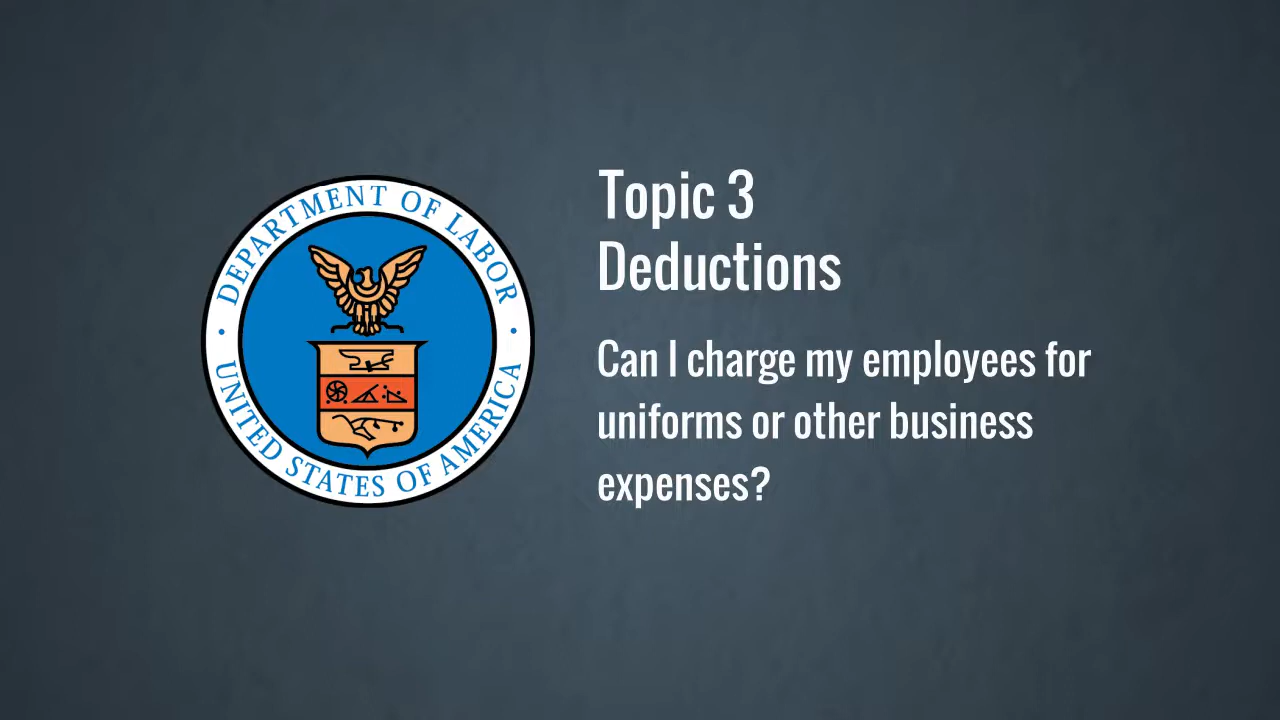 DEPARTMENT OF LABOR
UNITED STATES OF AMERICA
Topic 3
Deductions
Can I charge my employees for
uniforms or other business
expenses?